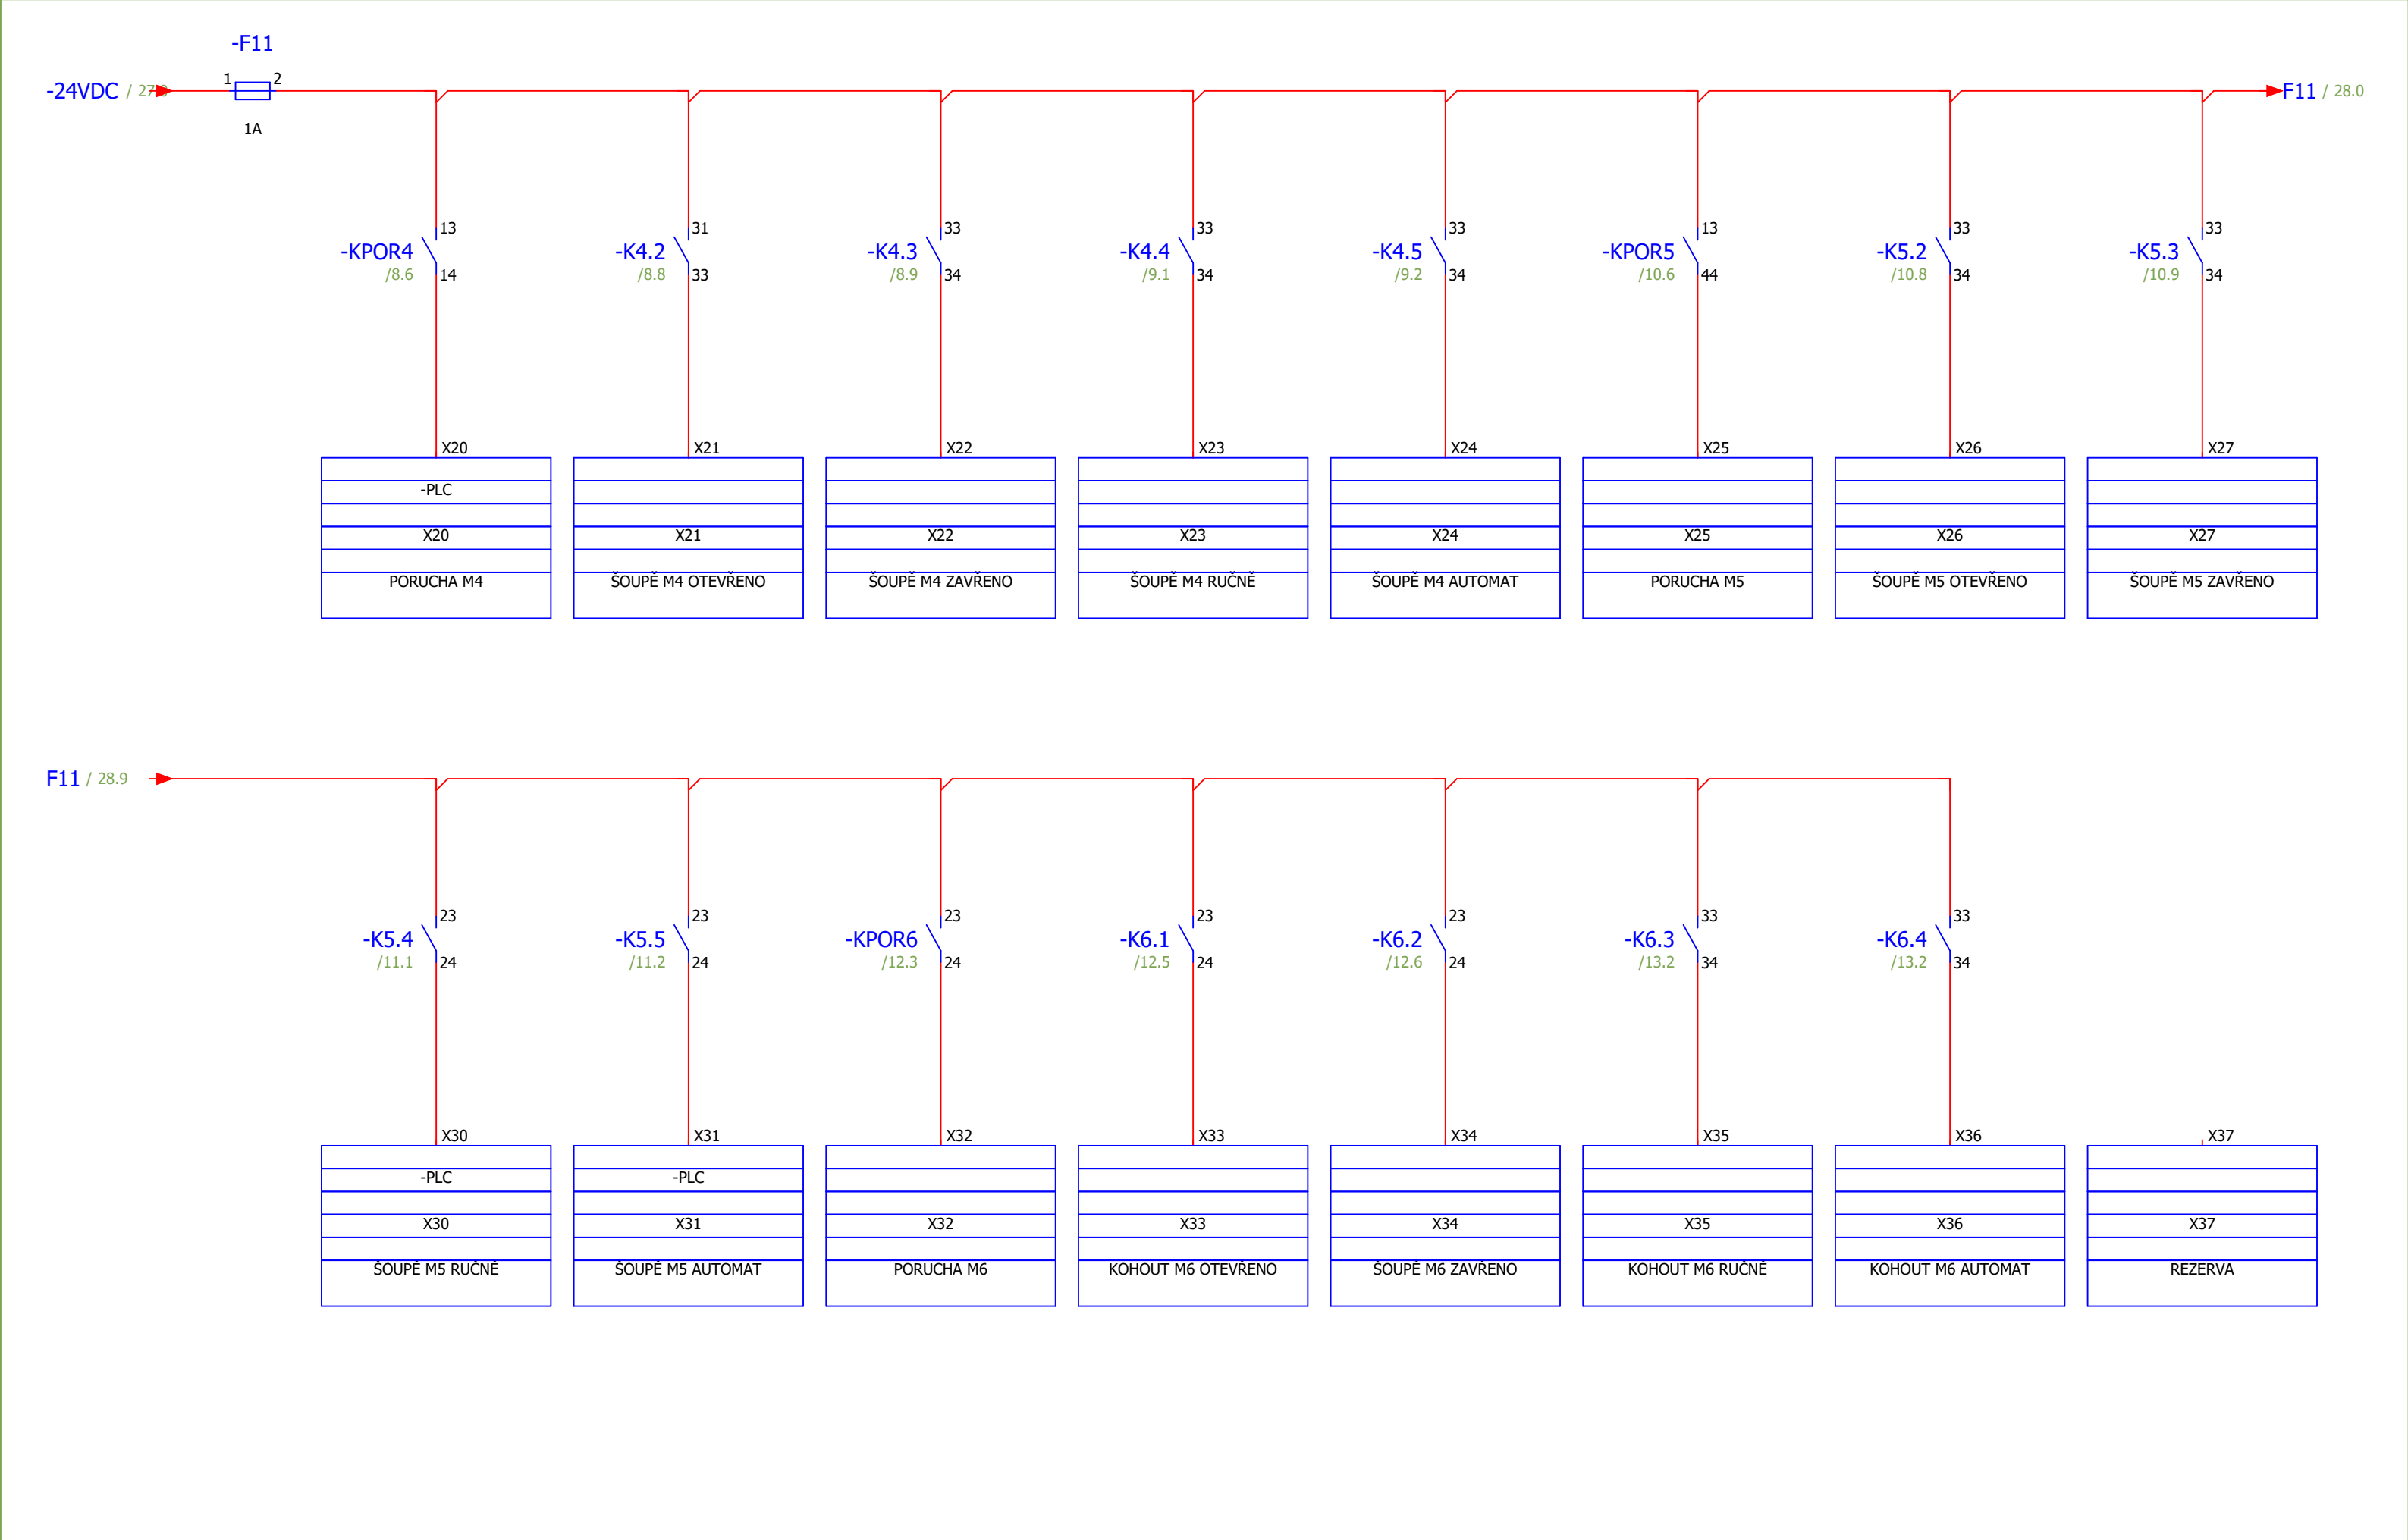 -F11
-24VDC / 27.9 1 2 F11 / 28.0
1A
13 31 33 33 33 13 33 33
-KPOR4 -K4.2 -K4.3 -K4.4 -K4.5 -KPOR5 -K5.2 -K5.3
/8.6 14 /8.8 33 /8.9 34 /9.1 34 /9.2 34 /10.6 44 /10.8 34 /10.9 34
X20 X21 X22 X23 X24 X25 X26 X27
-PLC
X20 X21 X22 X23 X24 X25 X26 X27
PORUCHA M4 ŠOUPĚ M4 OTEVŘENO ŠOUPĚ M4 ZAVŘENO ŠOUPĚ M4 RUČNĚ ŠOUPĚ M4 AUTOMAT PORUCHA M5 ŠOUPĚ M5 OTEVŘENO ŠOUPĚ M5 ZAVŘENO
F11 / 28.9
23 23 23 23 23 33 33
-K5.4 -K5.5 -KPOR6 -K6.1 -K6.2 -K6.3 -K6.4
/11.1 24 /11.2 24 /12.3 24 /12.5 24 /12.6 24 /13.2 34 /13.2 34
X30 X31 X32 X33 X34 X35 X36 X37
-PLC -PLC
X30 X31 X32 X33 X34 X35 X36 X37
ŠOUPĚ M5 RUČNĚ ŠOUPĚ M5 AUTOMAT PORUCHA M6 KOHOUT M6 OTEVŘENO ŠOUPĚ M6 ZAVŘENO KOHOUT M6 RUČNĚ KOHOUT M6 AUTOMAT REZERVA